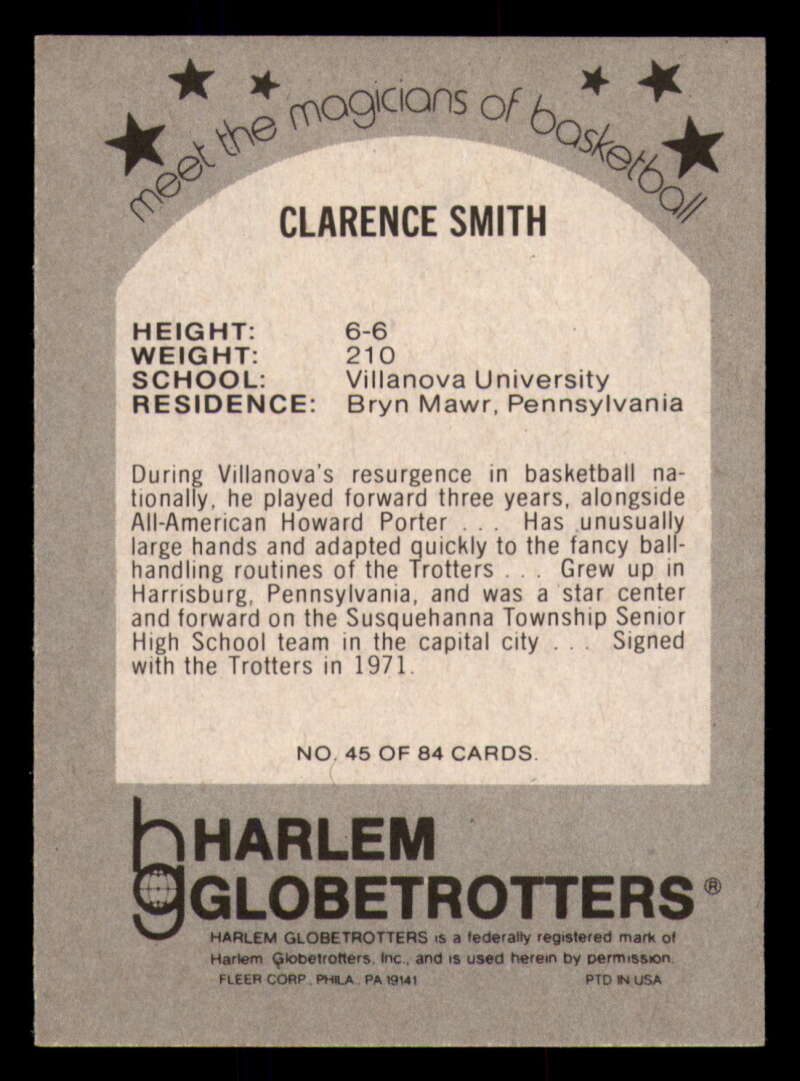 meet the magicians of basketball
CLARENCE SMITH
HEIGHT: 6-6
WEIGHT: 210
SCHOOL: Villanova University
RESIDENCE: Bryn Mawr, Pennsylvania
During Villanova's resurgence in basketball na-
tionally, he played forward three years, alongside
All-American Howard Porter . . . Has unusually
large hands and adapted quickly to the fancy ball-
handling routines of the Trotters . . . Grew up in
Harrisburg, Pennsylvania, and was a star center
and forward on the Susquehanna Township Senior
High School team in the capital city . . . Signed
with the Trotters in 1971.
NO. 45 OF 84 CARDS.
hg HARLEM
GLOBETROTTERS®
HARLEM GLOBETROTTERS is a federally registered mark of
Harlem Globetrotters, Inc., and is used herein by permission.
FLEER CORP., PHILA., PA 19141 PTD IN USA